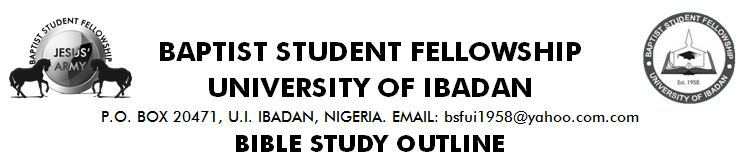 BAPTIST STUDENT FELLOWSHIP
JESUS'
ARMY
BAPTIST STUDENT FELLOWSHIP
UNIVERSITY OF IBADAN
P.O. BOX 20471, U.I. IBADAN, NIGERIA. EMAIL: bsfui1958@yahoo.com.com
BIBLE STUDY OUTLINE
BAPTIST STUDENT FELLOWSHIP
Est. 1958
UNIVERSITY OF IBADAN